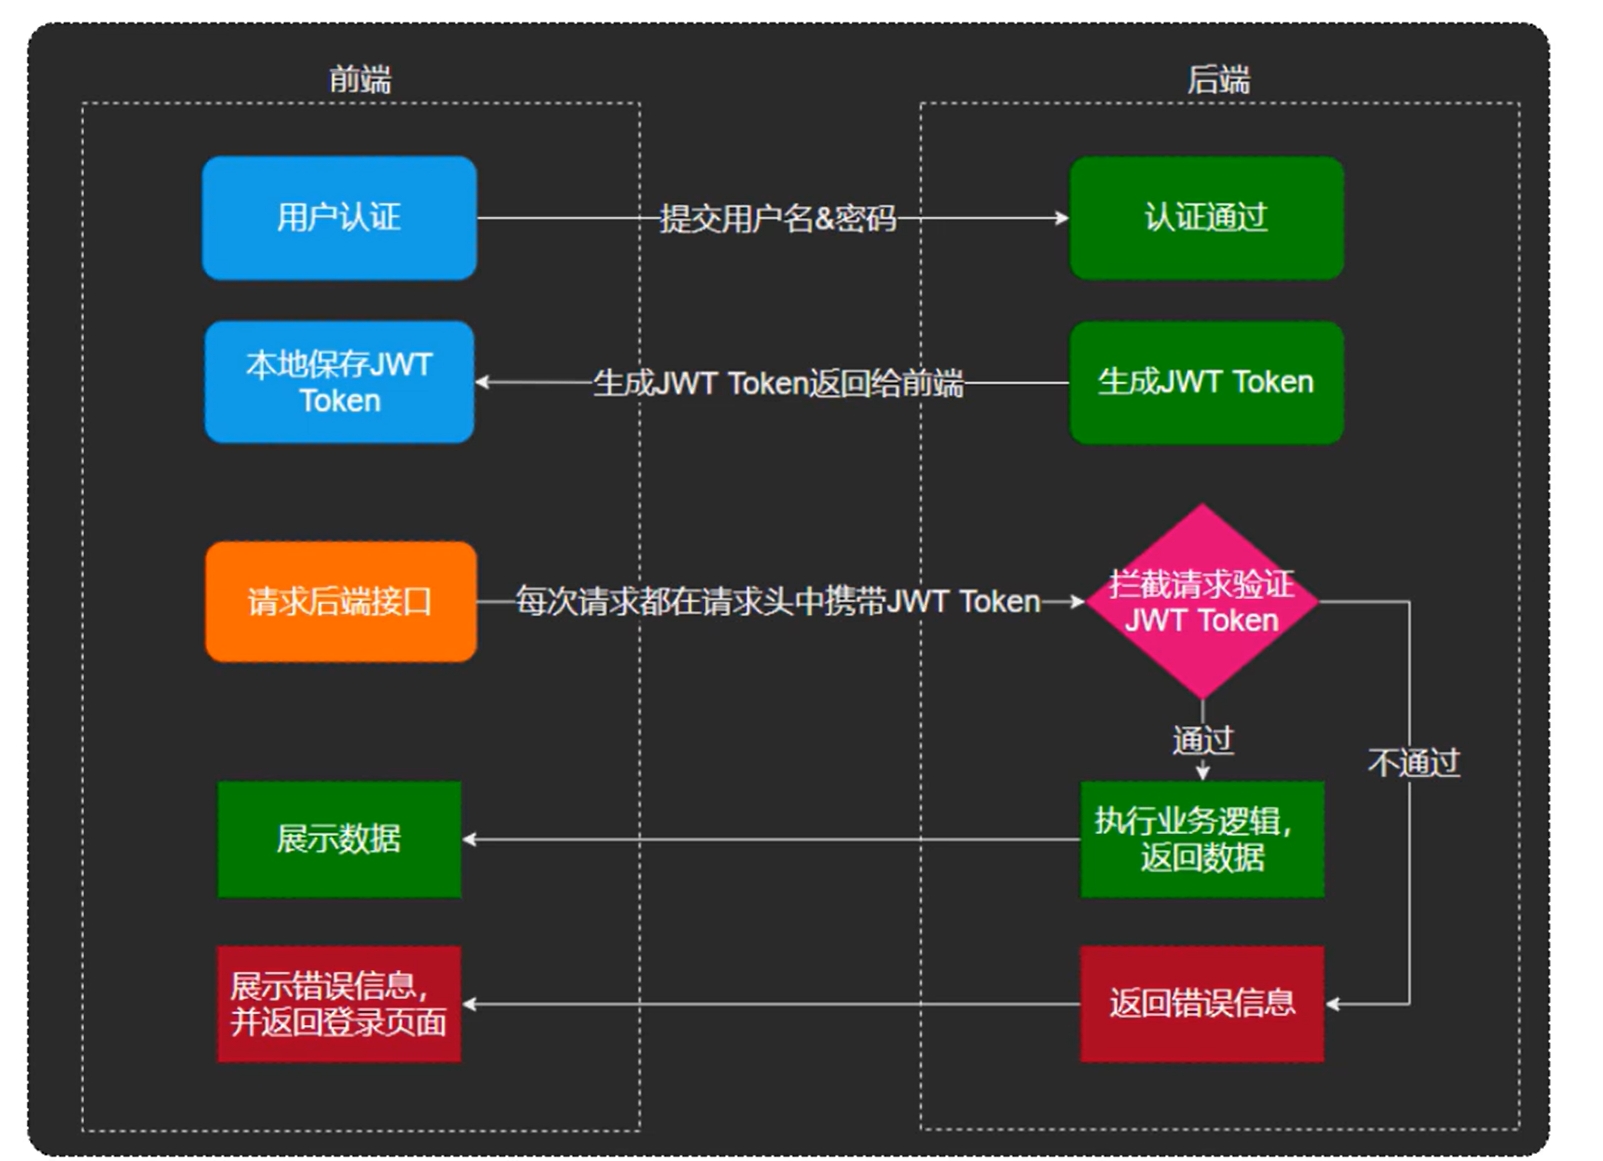 前端
后端
用户认证
提交用户名&密码
认证通过
本地保存JWT
Token
生成JWT Token返回给前端
生成JWT Token
请求后端接口
每次请求都在请求头中携带JWT Token
拦截请求验证
JWT Token
通过
不通过
展示数据
执行业务逻辑，
返回数据
展示错误信息，
并返回登录页面
返回错误信息